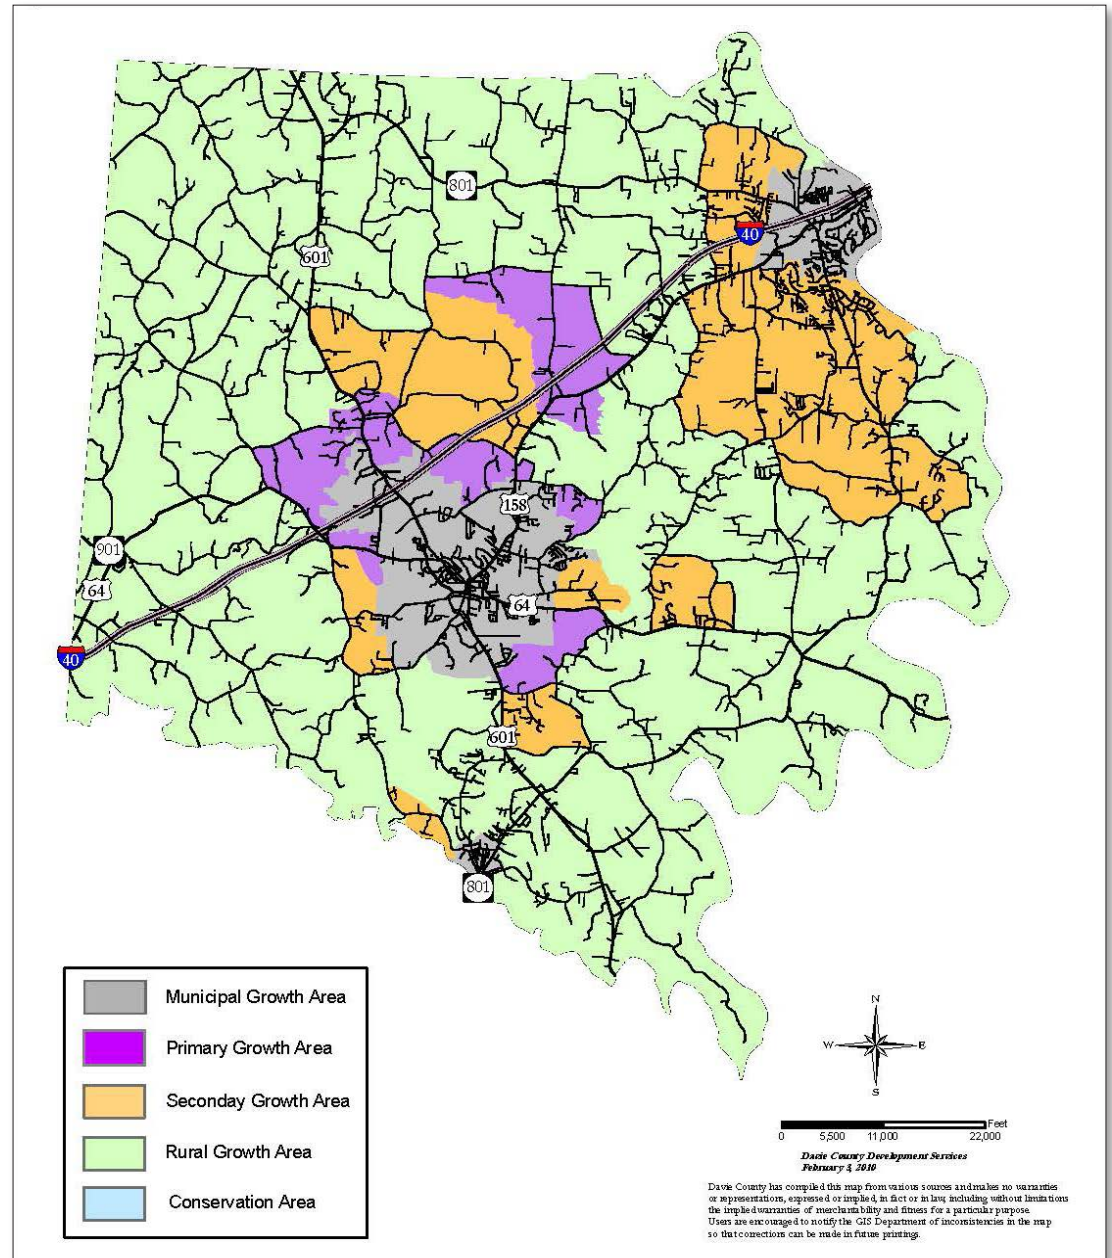 801
40
601
158
901
64
64
40
601
801
Municipal Growth Area
Primary Growth Area
Seconday Growth Area
Rural Growth Area
Conservation Area
N
W E
S
Feet
0 5,500 11,000 22,000
Davie County Development Services
February 3, 2010
Davie County has compiled this map from various sources and makes no warranties
or representations, expressed or implied, in fact or in law, including without limitations
the implied warranties of merchantability and fitness for a particular purpose.
Users are encouraged to notify the GIS Department of inconsistencies in the map
so that corrections can be made in future printings.